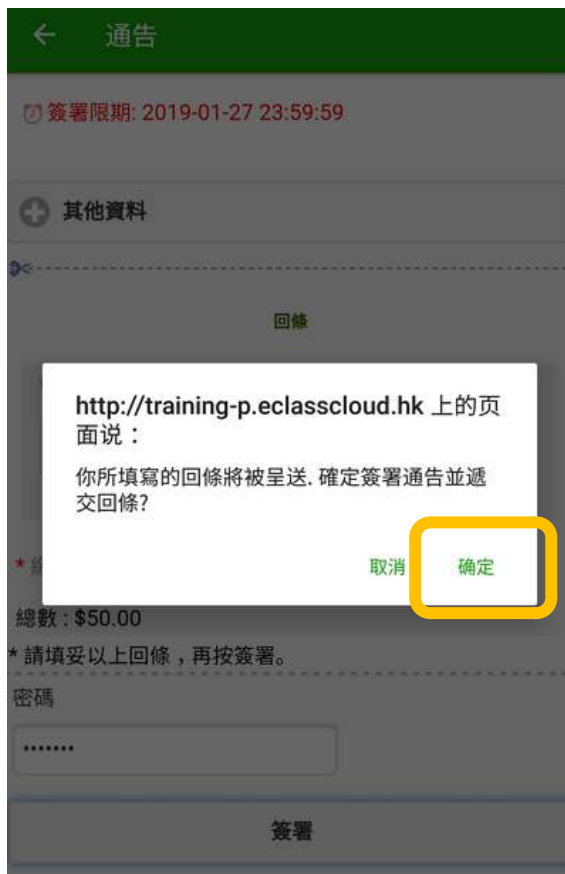 通告
簽署限期: 2019-01-27 23:59:59
其他資料
回條
http://training-p.eclasscloud.hk 上的页
面说：
你所填寫的回條將被呈送. 確定簽署通告並遞
交回條?
取消 确定
*
總數 : $50.00
* 請填妥以上回條，再按簽署。
密碼
•••••••
簽署